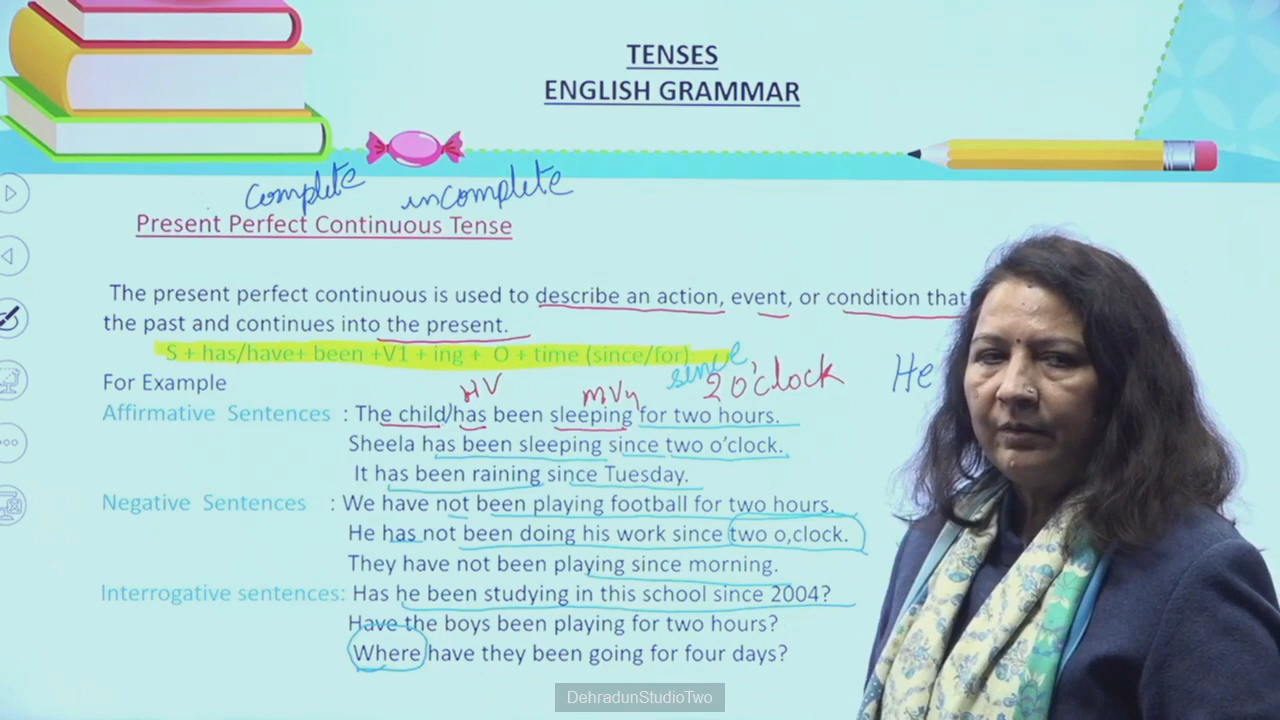 TENSES
ENGLISH GRAMMAR
complete incomplete
Present Perfect Continuous Tense
The present perfect continuous is used to describe an action, event, or condition that
the past and continues into the present.
S + has/have+ been +V1 + ing + O + time (since/for)
since
For Example HV MV4 2 o'clock He
Affirmative Sentences : The child/has been sleeping for two hours.
Sheela has been sleeping since two o’clock.
It has been raining since Tuesday.
Negative Sentences : We have not been playing football for two hours.
He has not been doing his work since two o,clock.
They have not been playing since morning.
Interrogative sentences: Has he been studying in this school since 2004?
Have the boys been playing for two hours?
Where have they been going for four days?
DehradunStudioTwo